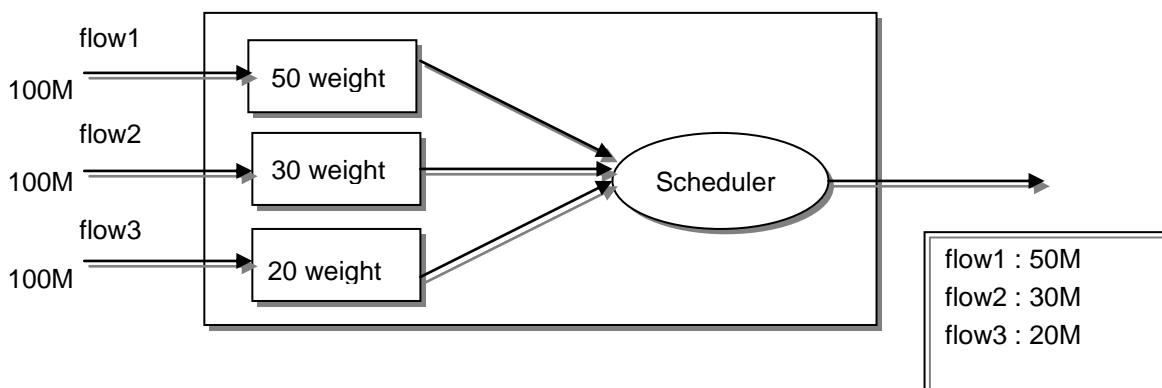 flow1
100M
50 weight
flow2
100M
30 weight
Scheduler
flow3
100M
20 weight
flow1 : 50M
flow2 : 30M
flow3 : 20M